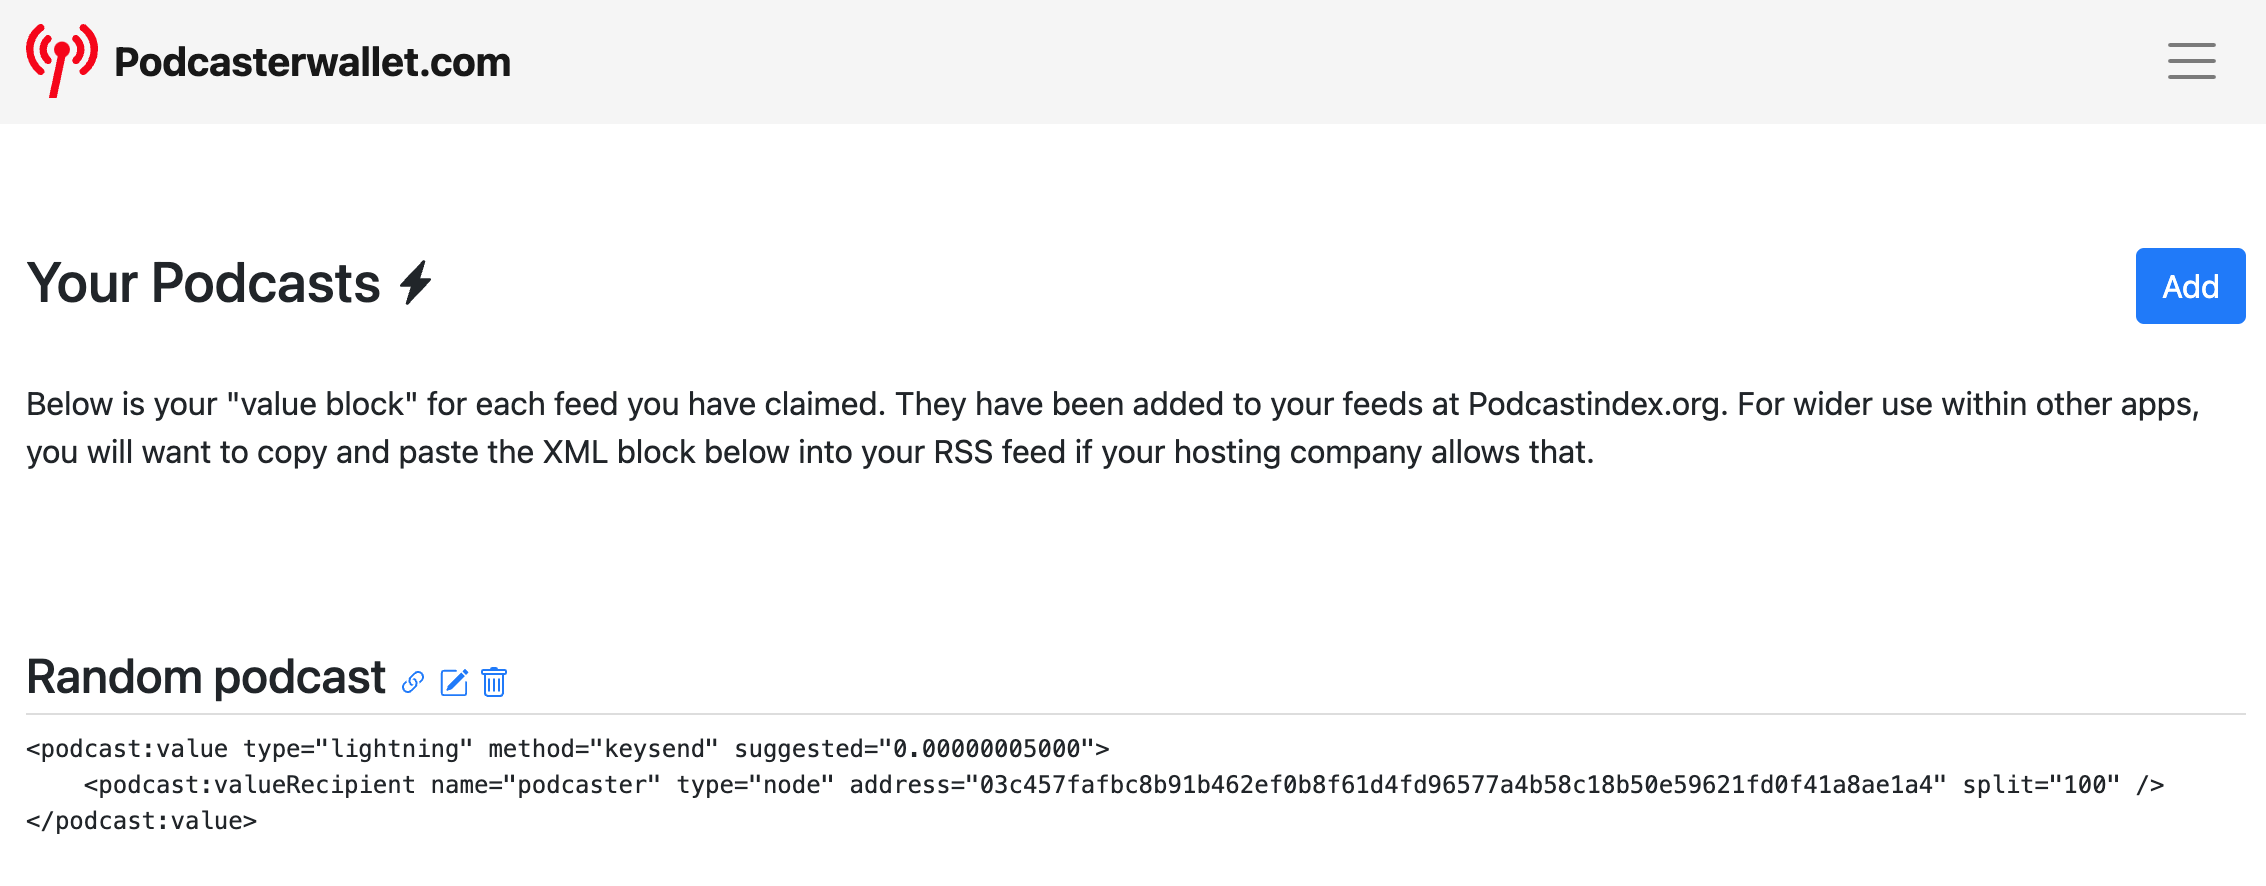 Podcasterwallet.com
Your Podcasts
Add
Below is your "value block" for each feed you have claimed. They have been added to your feeds at Podcastindex.org. For wider use within other apps,
you will want to copy and paste the XML block below into your RSS feed if your hosting company allows that.
Random podcast
<podcast:value type="lightning" method="keysend" suggested="0.00000005000">
    <podcast:valueRecipient name="podcaster" type="node" address="03c457fafbc8b91b462ef0b8f61d4fd96577a4b58c18b50e59621fd0f41a8ae1a4" split="100" />
</podcast:value>